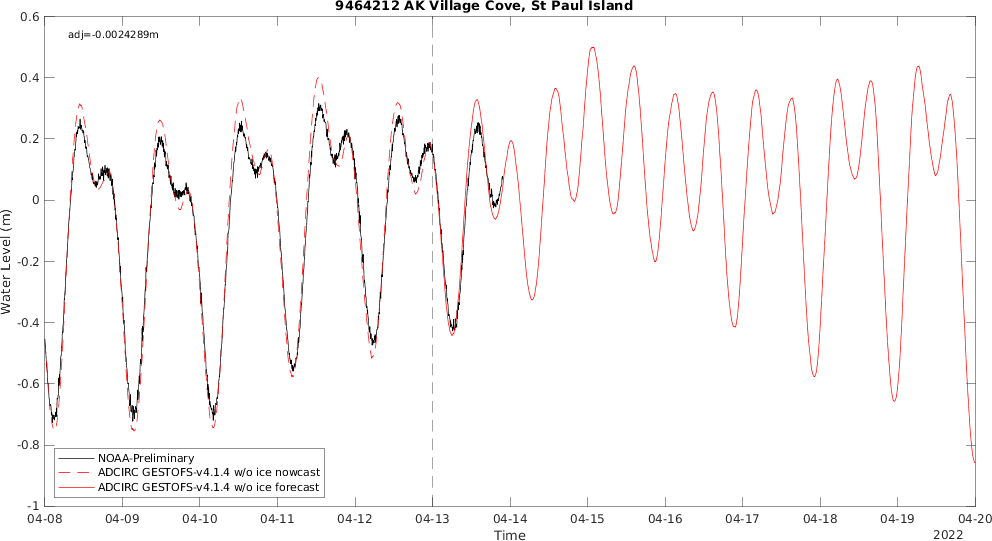 9464212 AK Village Cove, St Paul Island
adj=-0.0024289m
0.6
0.4
0.2
0
-0.2
-0.4
-0.6
-0.8
-1
Water Level (m)
NOAA-Preliminary
ADCIRC GESTOFS-v4.1.4 w/o ice nowcast
ADCIRC GESTOFS-v4.1.4 w/o ice forecast
04-08 04-09 04-10 04-11 04-12 04-13 04-14 04-15 04-16 04-17 04-18 04-19 04-20
Time
2022